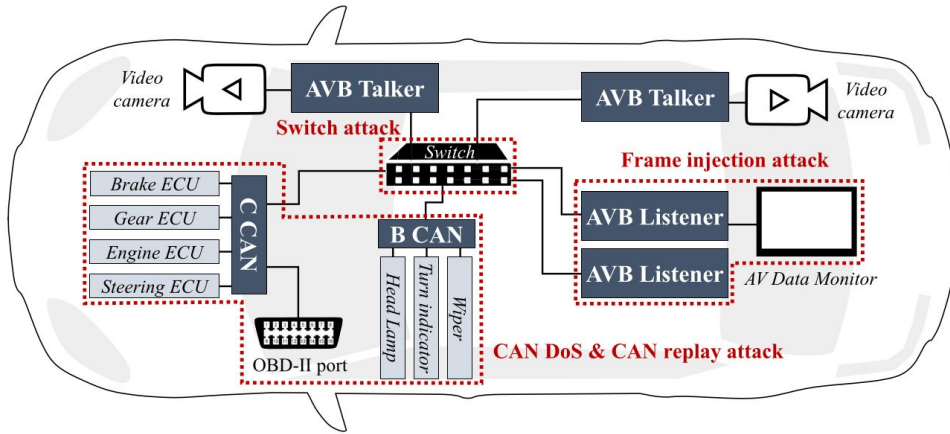 Video
camera
AVB Talker
AVB Talker
Video
camera
Switch attack
Switch
Frame injection attack
Brake ECU
Gear ECU
Engine ECU
Steering ECU
C CAN
B CAN
Head Lamp
Turn indicator
Wiper
AVB Listener
AVB Listener
AV Data Monitor
OBD-II port
CAN DoS & CAN replay attack